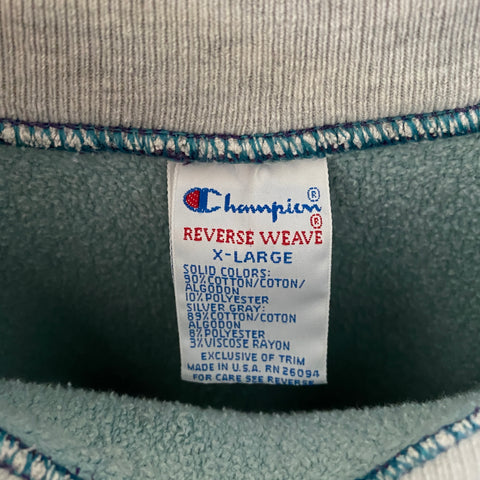 Champion®
REVERSE WEAVE®
X-LARGE
SOLID COLORS:
90% COTTON/COTON/
ALGODON
10% POLYESTER
SILVER GRAY:
89% COTTON/COTON
ALGODON
8% POLYESTER
3% VISCOSE RAYON
EXCLUSIVE OF TRIM
MADE IN U.S.A. RN 26094
FOR CARE SEE REVERSE